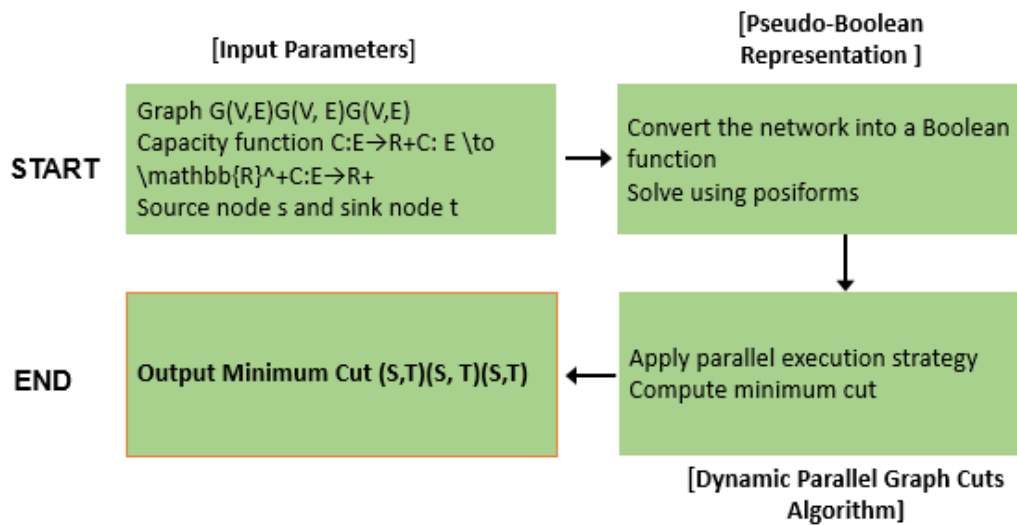 [Input Parameters]
[Pseudo-Boolean
Representation ]
START
Graph G(V,E)G(V, E)G(V,E)
Capacity function C:E→R+C: E \to
\mathbb{R}^+C:E→R+
Source node s and sink node t
Convert the network into a Boolean
function
Solve using posiforms
Apply parallel execution strategy
Compute minimum cut
[Dynamic Parallel Graph Cuts
Algorithm]
Output Minimum Cut (S,T)(S, T)(S,T)
END